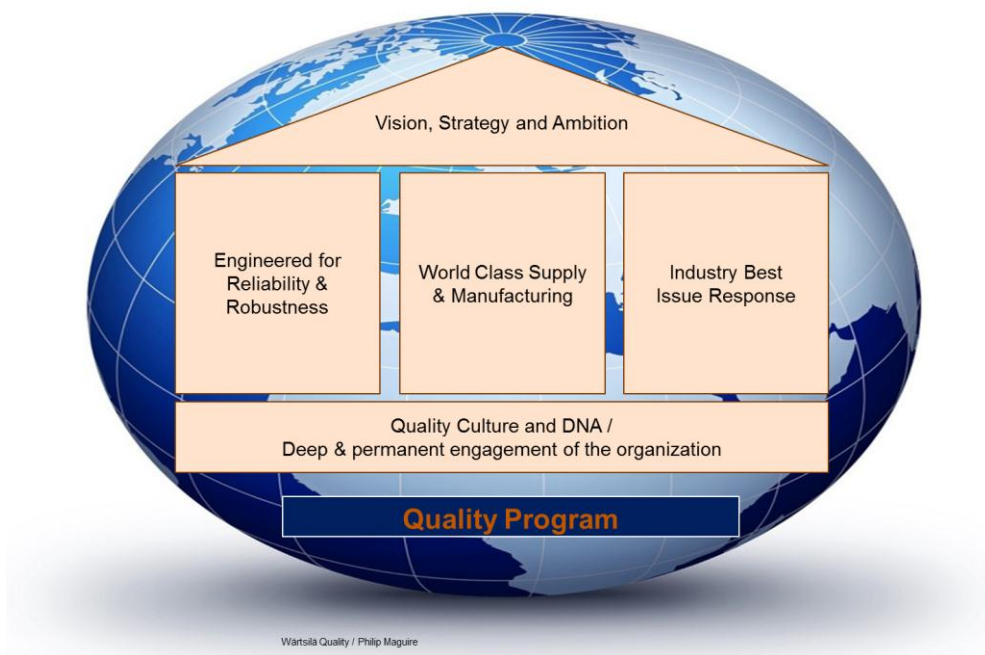 Vision, Strategy and Ambition
Engineered for
Reliability &
Robustness
World Class Supply
& Manufacturing
Industry Best
Issue Response
Quality Culture and DNA /
Deep & permanent engagement of the organization
Quality Program
Wärtsilä Quality / Philip Maguire